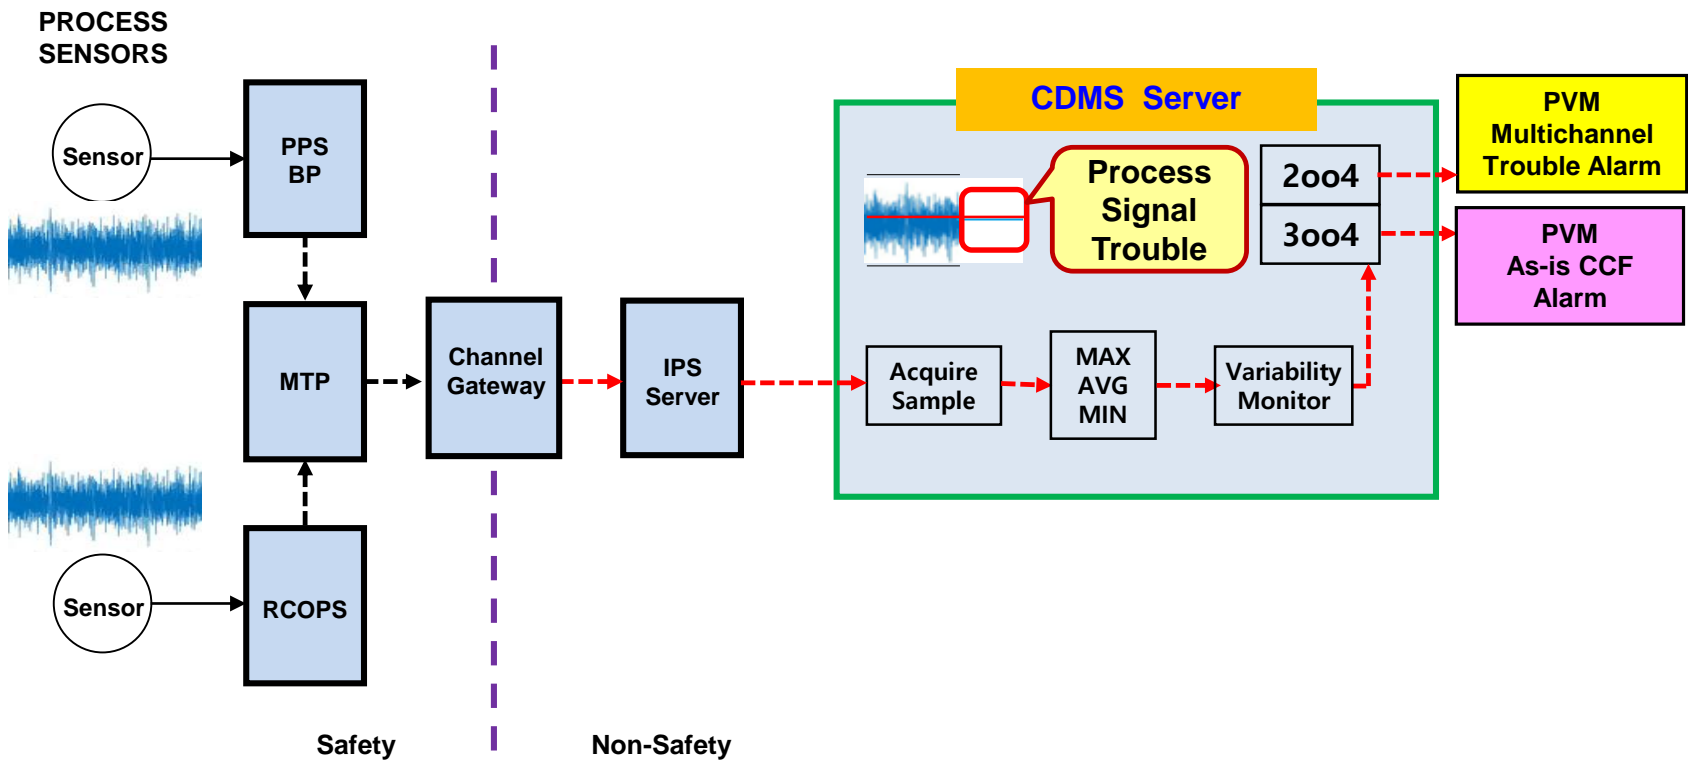 PROCESS
SENSORS
Sensor
PPS
BP
MTP
Sensor
RCOPS
Channel
Gateway
IPS
Server
CDMS Server
Process
Signal
Trouble
2oo4
3oo4
Acquire
Sample
MAX
AVG
MIN
Variability
Monitor
PVM
Multichannel
Trouble Alarm
PVM
As-is CCF
Alarm
Safety
Non-Safety